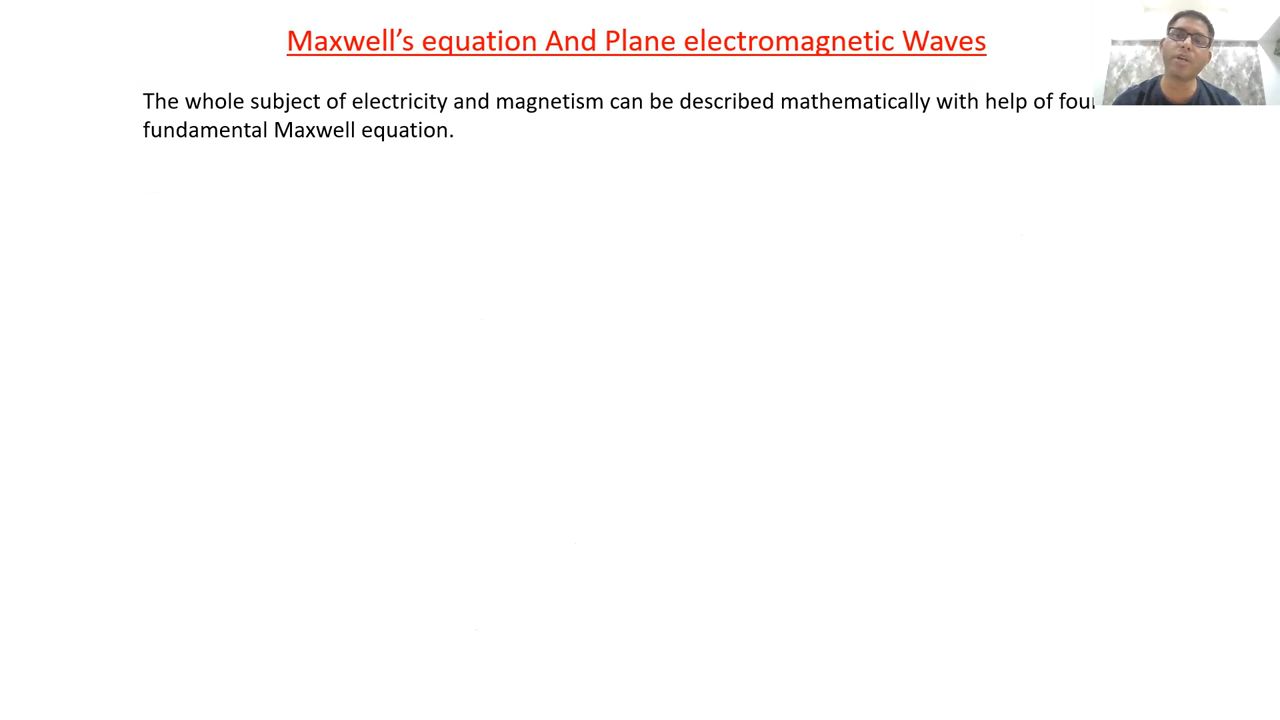 Maxwell’s equation And Plane electromagnetic Waves
The whole subject of electricity and magnetism can be described mathematically with help of four
fundamental Maxwell equation.